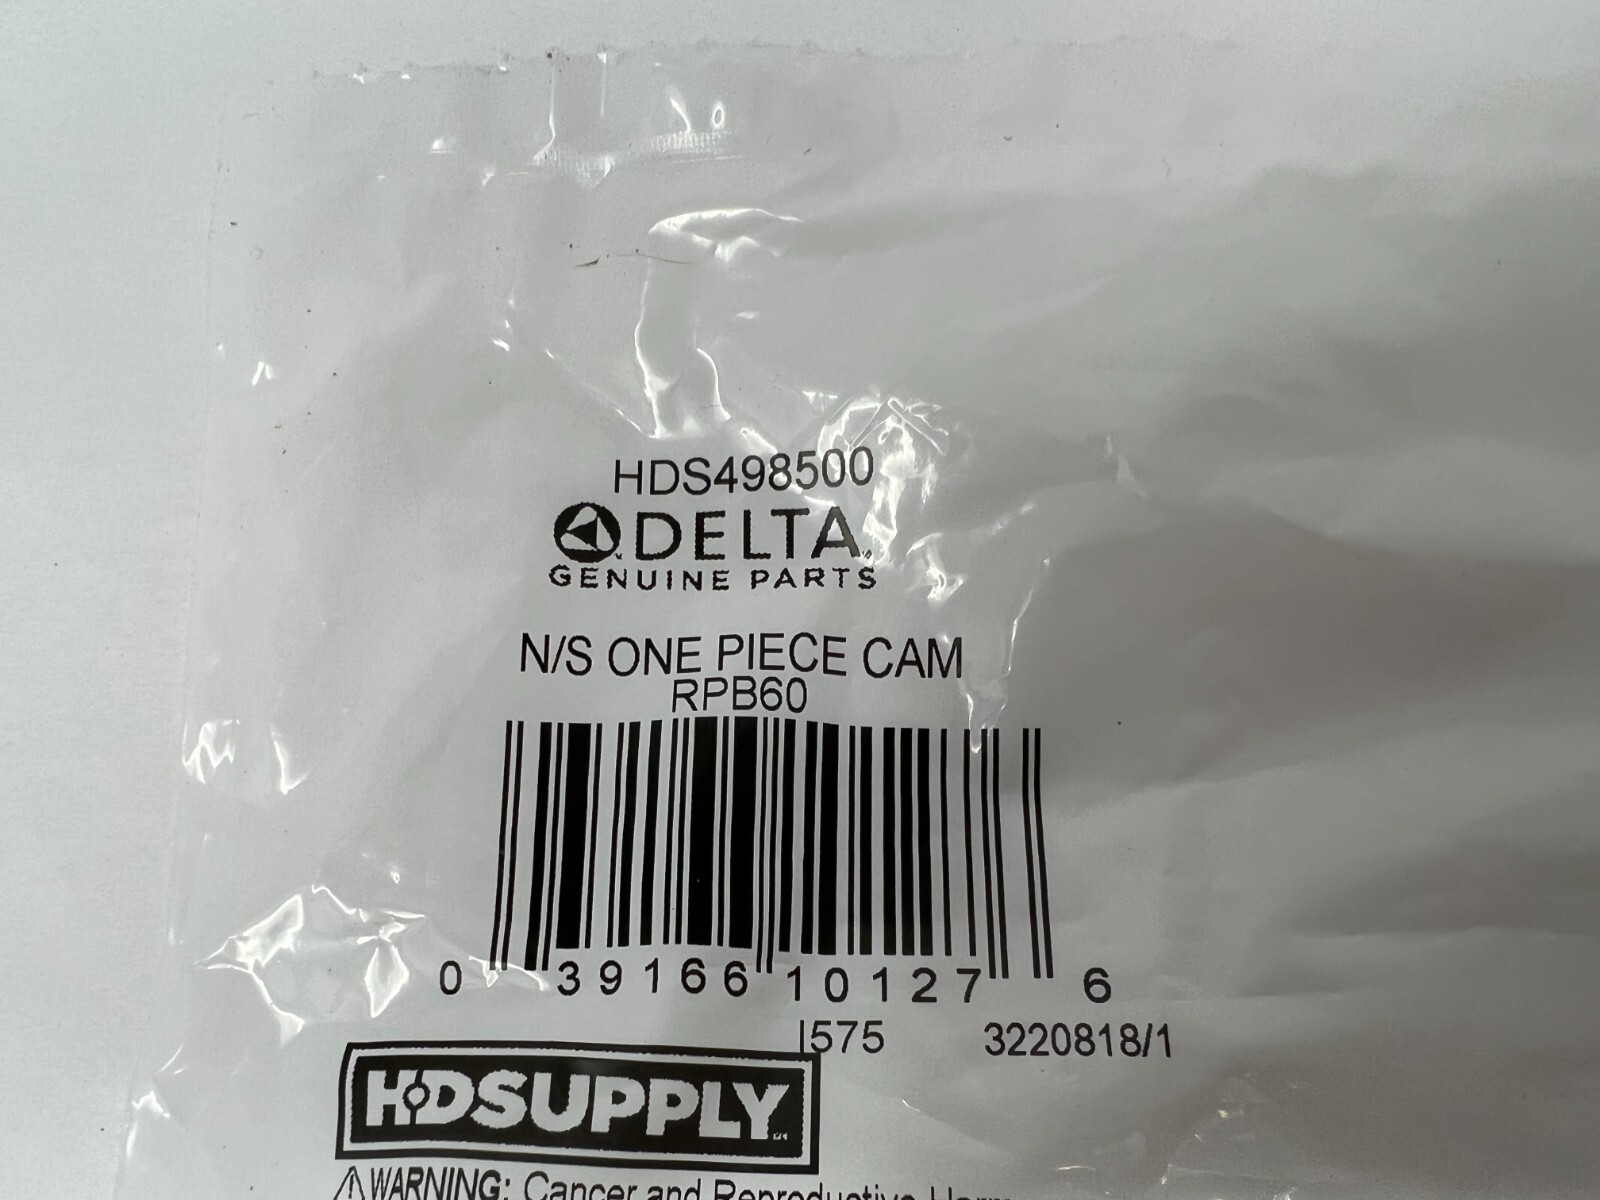 HDS498500
DELTA
GENUINE PARTS
N/S ONE PIECE CAM
RPB60
0 39166 10127 6
I575 3220818/1
HDSUPPLY
⚠WARNING: Cancer and Reproductive Harm